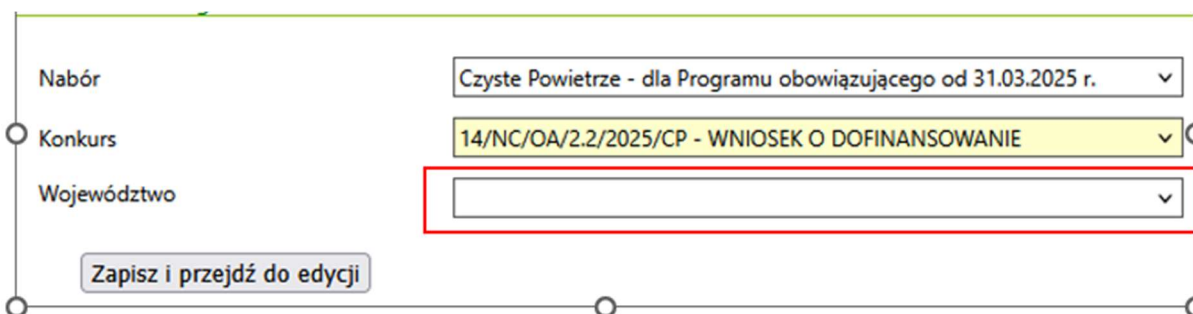 Nabór
Czyste Powietrze - dla Programu obowiązującego od 31.03.2025 r.
Konkurs
14/NC/OA/2.2/2025/CP - WNIOSEK O DOFINANSOWANIE
Województwo
Zapisz i przejdź do edycji